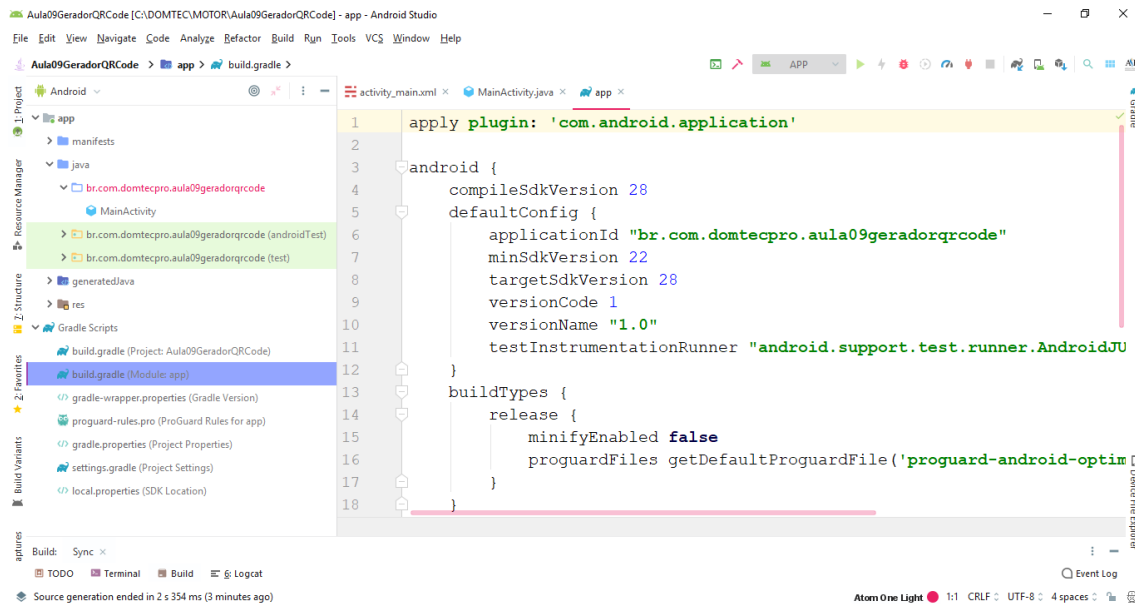 Aula09GeradorQRCode [C:\DOMTEC\MOTOR\Aula09GeradorQRCode] - app - Android Studio
File Edit View Navigate Code Analyze Refactor Build Run Tools VCS Window Help
Aula09GeradorQRCode app build.gradle
APP
Android
activity_main.xml MainActivity.java app
1: Project
Resource Manager
7: Structure
2: Favorites
Build Variants
aptures
app
manifests
java
br.com.domtecpro.aula09geradorqrcode
MainActivity
br.com.domtecpro.aula09geradorqrcode (androidTest)
br.com.domtecpro.aula09geradorqrcode (test)
generatedJava
res
Gradle Scripts
build.gradle (Project: Aula09GeradorQRCode)
build.gradle (Module: app)
gradle-wrapper.properties (Gradle Version)
proguard-rules.pro (ProGuard Rules for app)
gradle.properties (Project Properties)
settings.gradle (Project Settings)
local.properties (SDK Location)
1 apply plugin: 'com.android.application'
2
3 android {
4 compileSdkVersion 28
5 defaultConfig {
6 applicationId "br.com.domtecpro.aula09geradorqrcode"
7 minSdkVersion 22
8 targetSdkVersion 28
9 versionCode 1
10 versionName "1.0"
11 testInstrumentationRunner "android.support.test.runner.AndroidJU
12 }
13 buildTypes {
14 release {
15 minifyEnabled false
16 proguardFiles getDefaultProguardFile('proguard-android-optim
17 }
18 }
Gradle
Device File Explorer
Build: Sync
TODO Terminal Build 6: Logcat Event Log
Source generation ended in 2 s 354 ms (3 minutes ago) Atom One Light 1:1 CRLF UTF-8 4 spaces